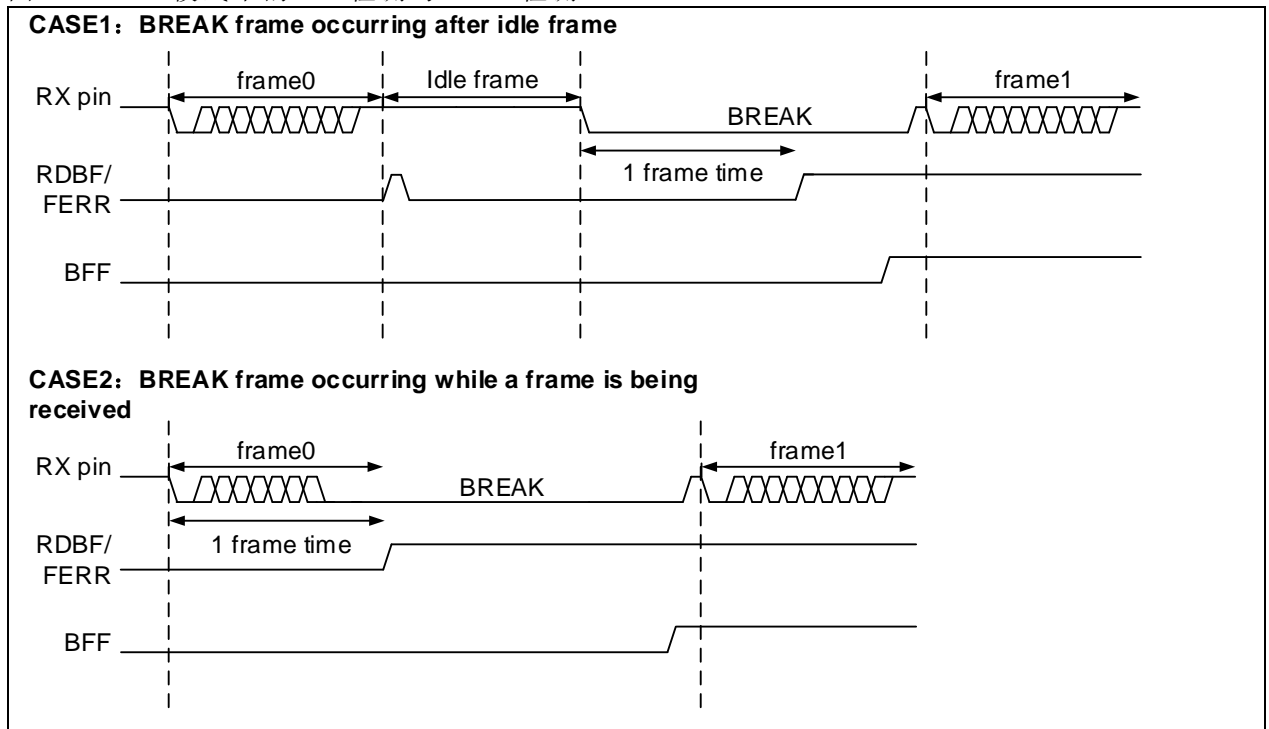 CASE1：BREAK frame occurring after idle frame
frame0
Idle frame
frame1
RX pin
BREAK
RDBF/
FERR
1 frame time
BFF
CASE2：BREAK frame occurring while a frame is being
received
frame0
frame1
RX pin
BREAK
RDBF/
FERR
1 frame time
BFF